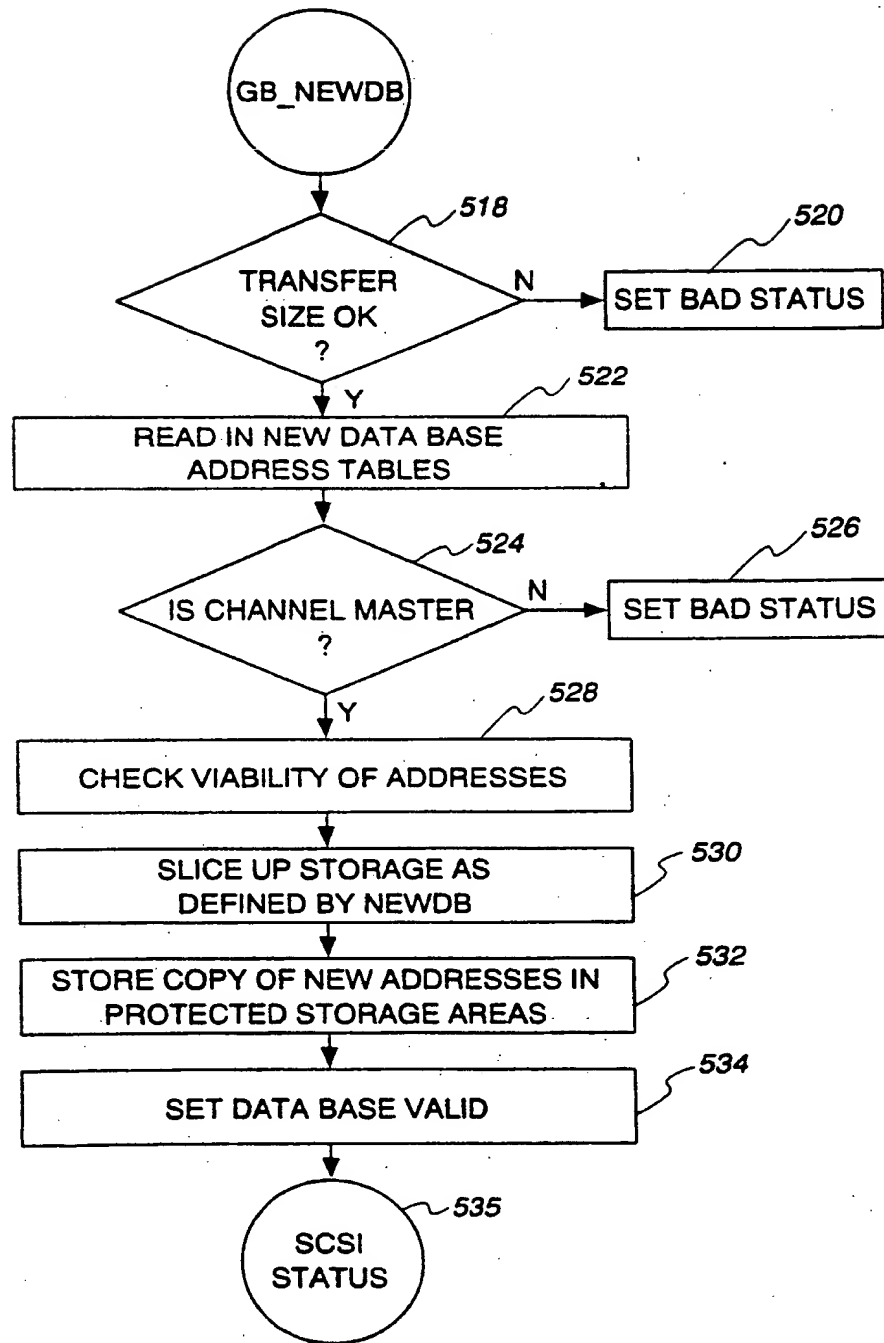 GB_NEWDB
518
TRANSFER
SIZE OK
?
N
520
SET BAD STATUS
Y
522
READ IN NEW DATA BASE
ADDRESS TABLES
524
IS CHANNEL MASTER
?
N
526
SET BAD STATUS
Y
528
CHECK VIABILITY OF ADDRESSES
530
SLICE UP STORAGE AS
DEFINED BY NEWDB
532
STORE COPY OF NEW ADDRESSES IN
PROTECTED STORAGE AREAS
534
SET DATA BASE VALID
535
SCSI
STATUS